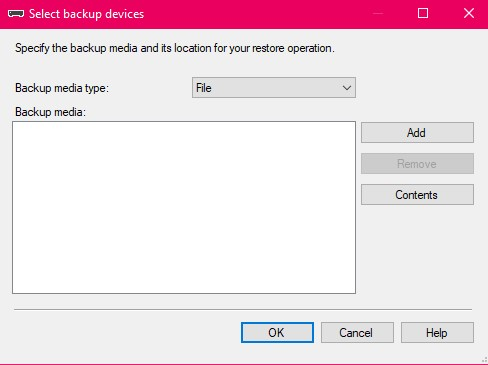 Select backup devices
Specify the backup media and its location for your restore operation.
Backup media type:
File
Backup media:
Add
Remove
Contents
OK
Cancel
Help